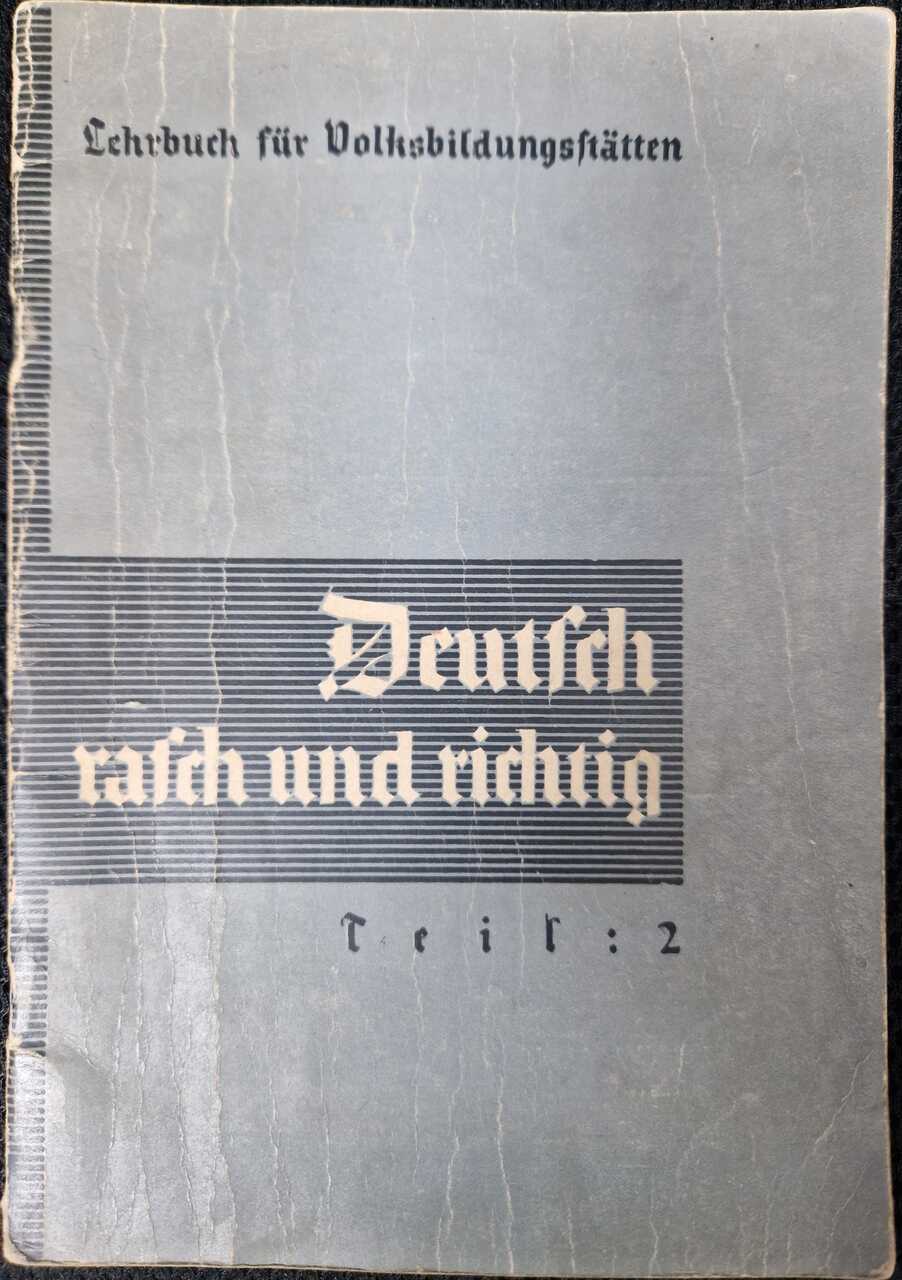 Lehrbuch für Volksbildungsſtätten
Deutſch
raſch und richtig
Teil: 2